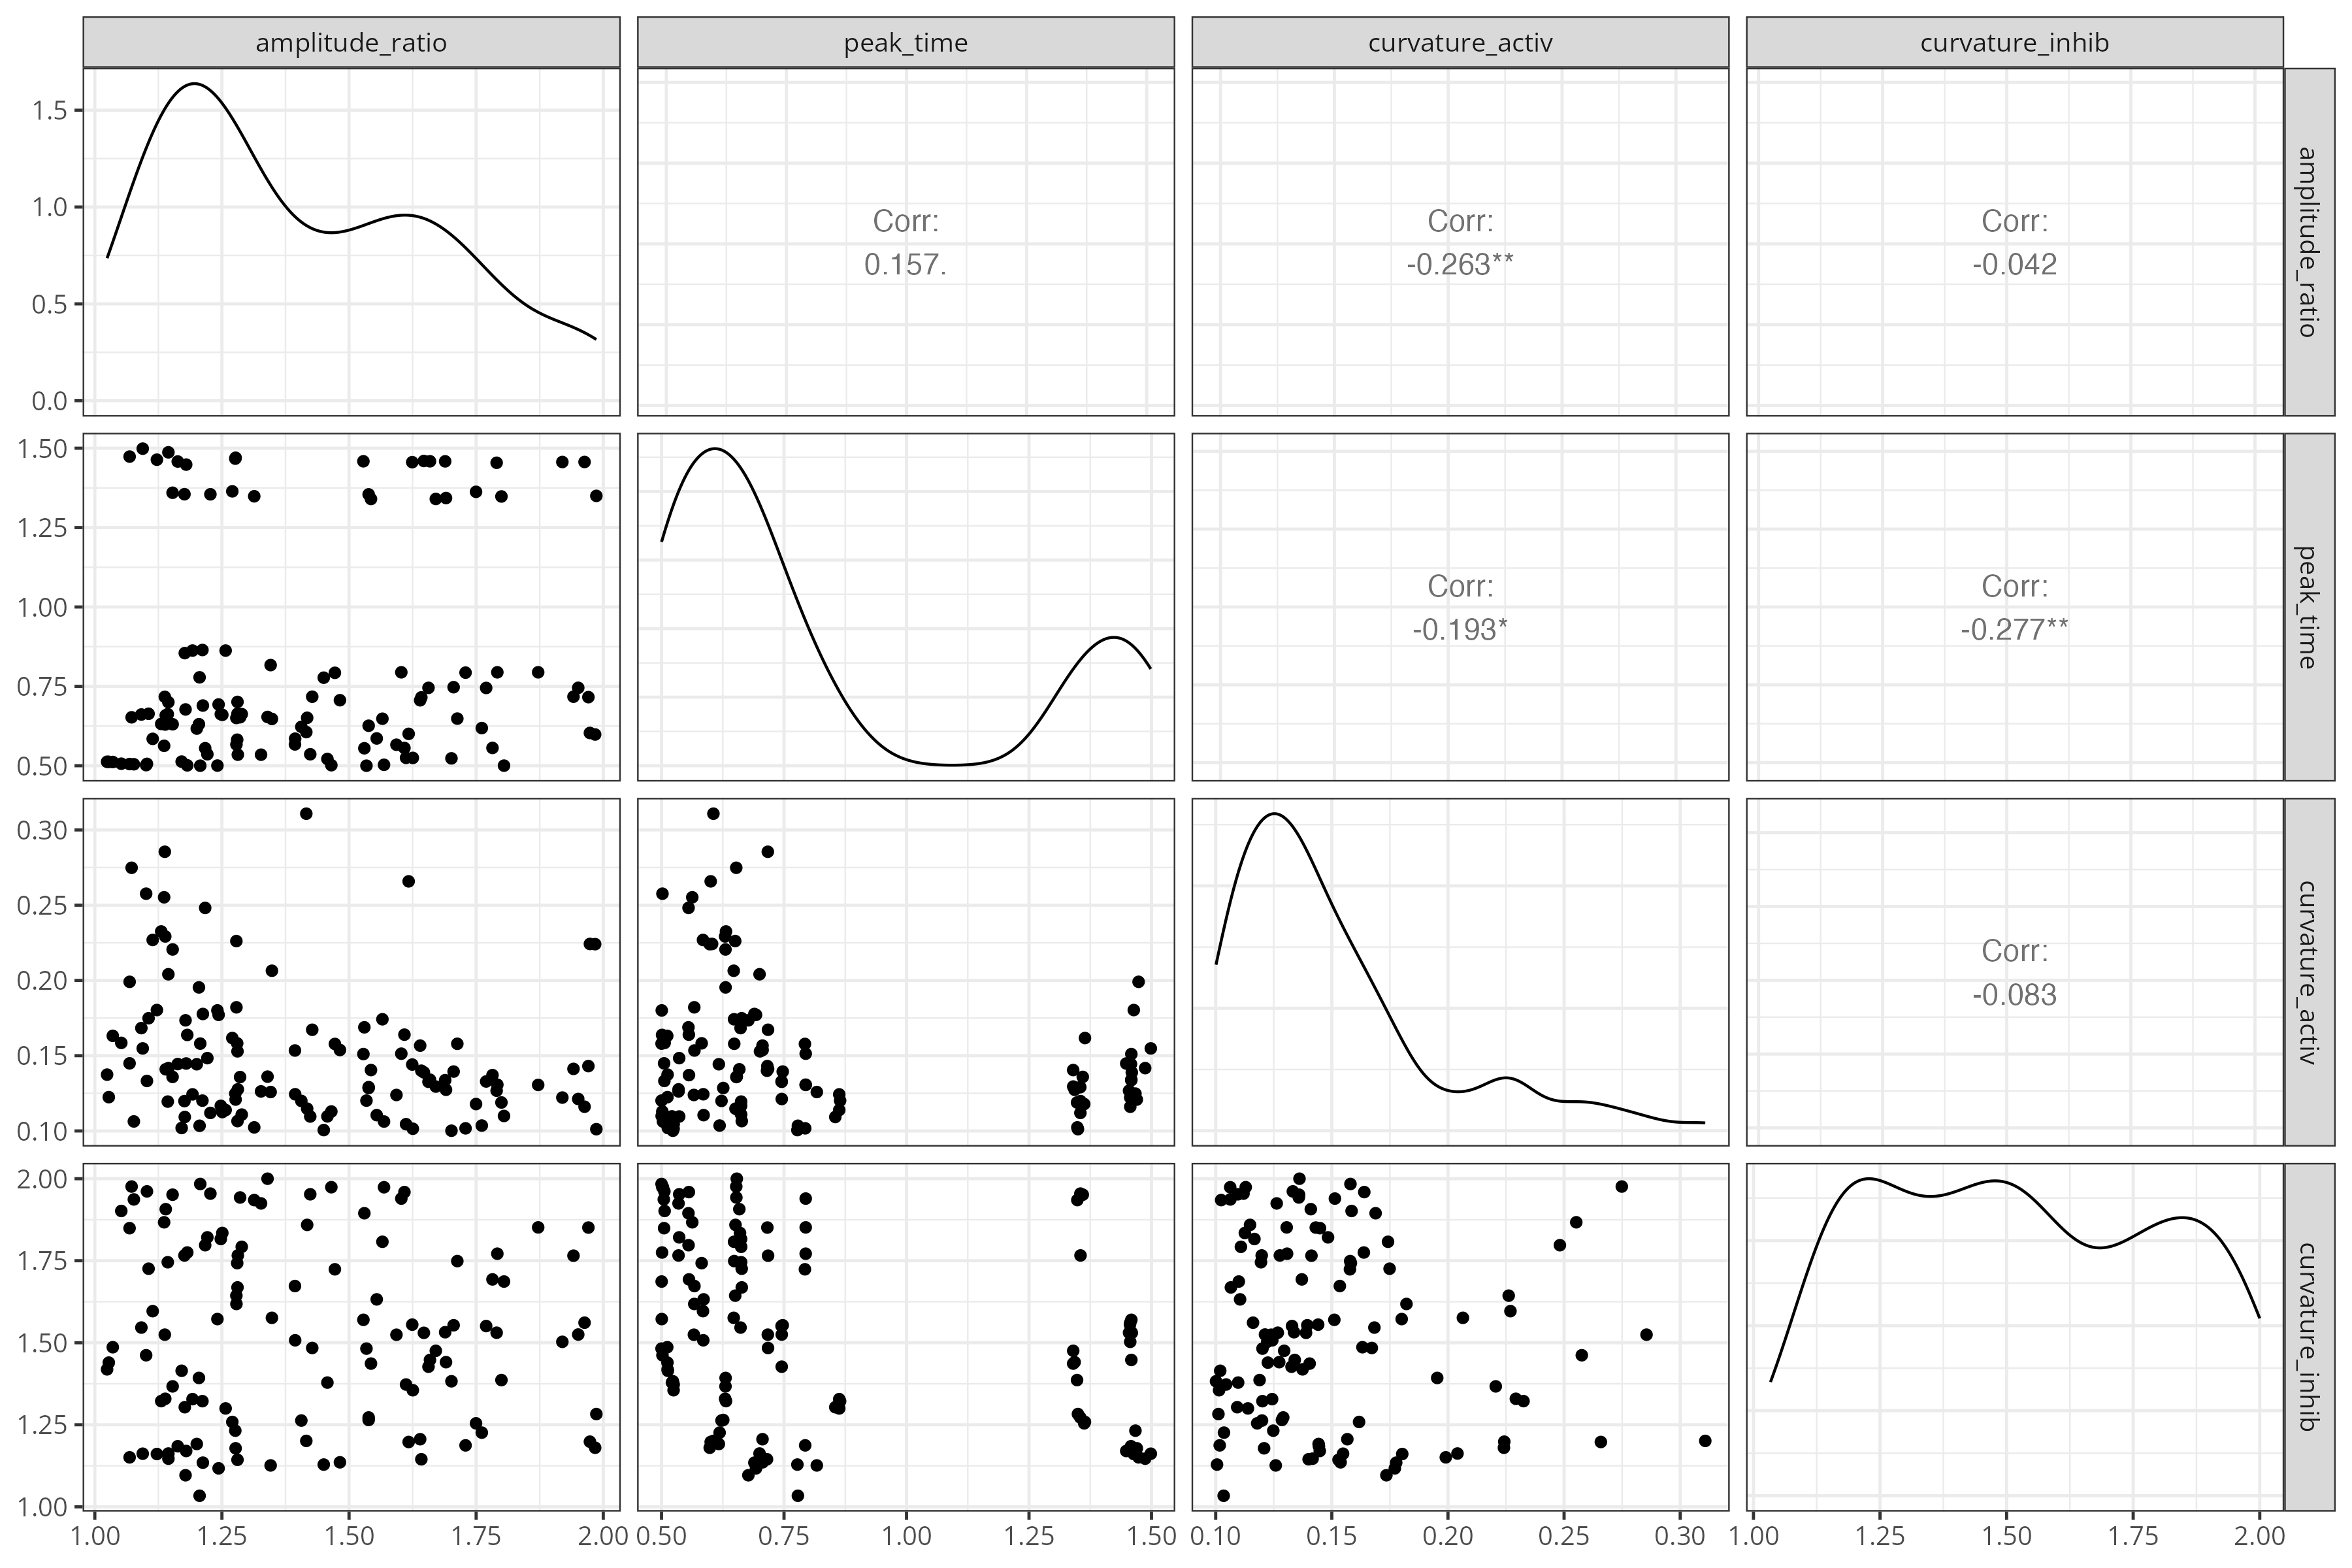 amplitude_ratio peak_time curvature_activ curvature_inhib
1.5
1.0
0.5
0.0
Corr:
0.157.
Corr:
-0.263**
Corr:
-0.042
amplitude_ratio
1.50
1.25
1.00
0.75
0.50
Corr:
-0.193*
Corr:
-0.277**
peak_time
0.30
0.25
0.20
0.15
0.10
Corr:
-0.083
curvature_activ
2.00
1.75
1.50
1.25
1.00
curvature_inhib
1.00 1.25 1.50 1.75 2.00 0.50 0.75 1.00 1.25 1.50 0.10 0.15 0.20 0.25 0.30 1.00 1.25 1.50 1.75 2.00